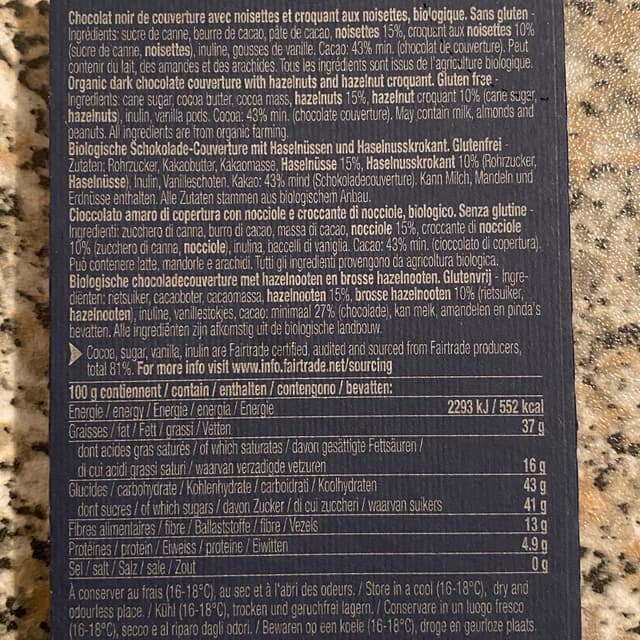 Chocolat noir de couverture avec noisettes et croquant aux noisettes, biologique. Sans gluten -
Ingrédients: sucre de canne, beurre de cacao, pâte de cacao, noisettes 15%, croquant aux noisettes 10%
(sucre de canne, noisettes), inuline, gousses de vanille. Cacao: 43% min. (chocolat de couverture). Peut
contenir du lait, des amandes et des arachides. Tous les ingrédients sont issus de l'agriculture biologique.
Organic dark chocolate couverture with hazelnuts and hazelnut croquant. Gluten free -
Ingredients: cane sugar, cocoa butter, cocoa mass, hazelnuts 15%, hazelnut croquant 10% (cane suger,
hazelnuts), inulin, vanilla pods. Cocoa: 43% min. (chocolate couverture). May contain milk, almonds and
peanuts. All ingredients are from organic farming.
Biologische Schokolade-Couverture mit Haselnüssen und Haselnusskrokant. Glutenfrei -
Zutaten: Rohrzucker, Kakaobutter, Kakaomasse, Haselnüsse 15%, Haselnusskrokant 10% (Rohrzucker,
Haselnüsse), Inulin, Vanilleschoten. Kakao: 43% mind (Schokoladecouverture). Kann Milch, Mandeln und
Erdnüsse enthalten. Alle Zutaten stammen aus biologischem Anbau.
Cioccolato amaro di copertura con nocciole e croccante di nocciole, biologico. Senza glutine -
Ingredienti: zucchero di canna, burro di cacao, massa di cacao, nocciole 15%, croccante di nocciole
10% (zucchero di canna, nocciole), inulina, baccelli di vaniglia. Cacao: 43% min. (cioccolato di copertura).
Può contenere latte, mandorle e arachidi. Tutti gli ingredienti provengono da agricoltura biologica.
Biologische chocoladecouverture met hazelnooten en brosse hazelnooten. Glutenvrij - Ingre-
diënten: rietsuiker, cacaoboter, cacaomassa, hazelnooten 15%, brosse hazelnooten 10% (rietsuiker,
hazelnooten), inuline, vanillestokjes, cacao: minimaal 27% (chocolade), kan melk, amandelen en pinda's
bevatten. Alle ingrediënten zijn afkomstig uit de biologische landbouw.
Cocoa, sugar, vanilla, inulin are Fairtrade certified, audited and sourced from Fairtrade producers,
total 81%. For more info visit www.info.fairtrade.net/sourcing
100 g contiennent / contain / enthalten / contengono / bevatten:
Energie / energy / Energie / energia / Energie 2293 kJ / 552 kcal
Graisses / fat / Fett / grassi / Vetten 37 g
dont acides gras saturés / of which saturates / davon gesättigte Fettsäuren /
di cui acidi grassi saturi / waarvan verzadigde vetzuren 16 g
Glucides / carbohydrate / Kohlenhydrate / carboidrati / Koolhydraten 43 g
dont sucres / of which sugars / davon Zucker / di cui zuccheri / waarvan suikers 41 g
Fibres alimentaires / fibre / Ballaststoffe / fibre / Vezels 13 g
Protéines / protein / Eiweiss / proteine / Eiwitten 4.9 g
Sel / salt / Salz / sale / Zout 0 g
À conserver au frais (16-18°C), au sec et à l'abri des odeurs. / Store in a cool (16-18°C), dry and
odourless place. / Kühl (16-18°C), trocken und geruchfrei lagern. / Conservare in un luogo fresco
(16-18°C), secco e al riparo dagli odori. / Bewaren op een koele (16-18°C), droge en geurloze plaats.